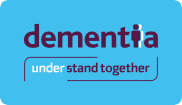 dementia
under stand together